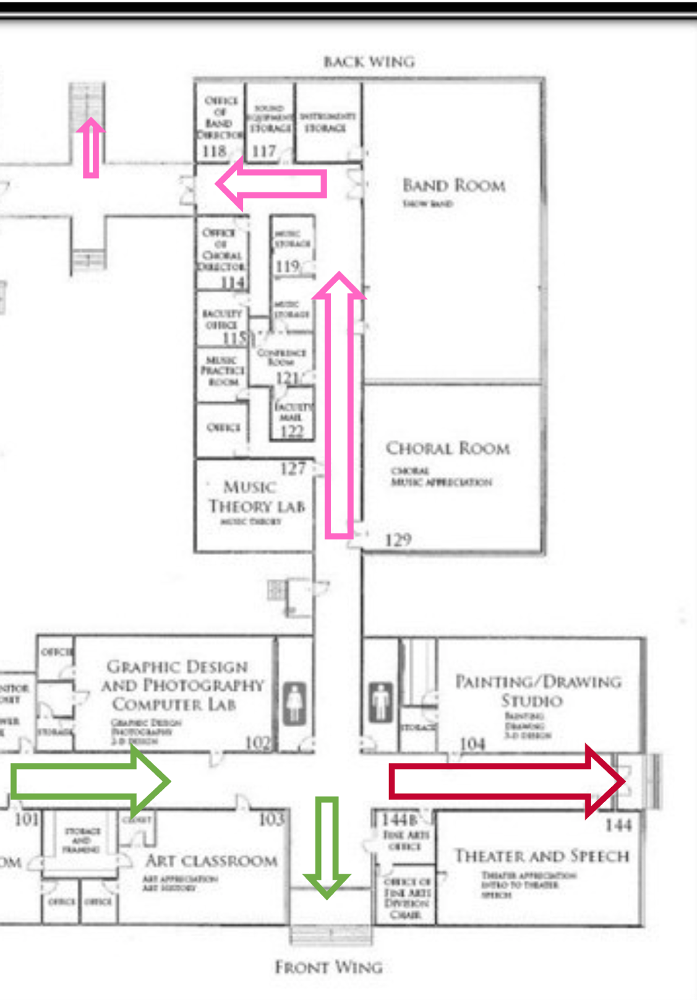 BACK WING
OFFICE
OF
BAND
DIRECTOR
118
SOUND
EQUIPMENT
STORAGE
117
INSTRUMENTS
STORAGE
BAND ROOM
SHOW BAND
OFFICE
OF
CHORAL
DIRECTOR
114
MUSIC
STORAGE
119
FACULTY
OFFICE
115
MUSIC
STORAGE
CONFRENCE
ROOM
121
MUSIC
PRACTICE
ROOM
FACULTY
MAIL
122
OFFICE
CHORAL ROOM
CHORAL
MUSIC APPRECIATION
129
127
MUSIC
THEORY LAB
MUSIC THEORY
OFFICE
STORAGE
GRAPHIC DESIGN
AND PHOTOGRAPHY
COMPUTER LAB
GRAPHIC DESIGN
PHOTOGRAPHY
2-D DESIGN
102
STORAGE
PAINTING/DRAWING
STUDIO
PAINTING
DRAWING
3-D DESIGN
104
101
STORAGE
AND
FRAMING
OFFICE
OFFICE
CLOSET
103
ART CLASSROOM
ART APPRECIATION
ART HISTORY
144B
FINE ARTS
OFFICE
OFFICE OF
FINE ARTS
DIVISION
CHAIR
144
THEATER AND SPEECH
THEATER APPRECIATION
INTRO TO THEATER
SPEECH
FRONT WING